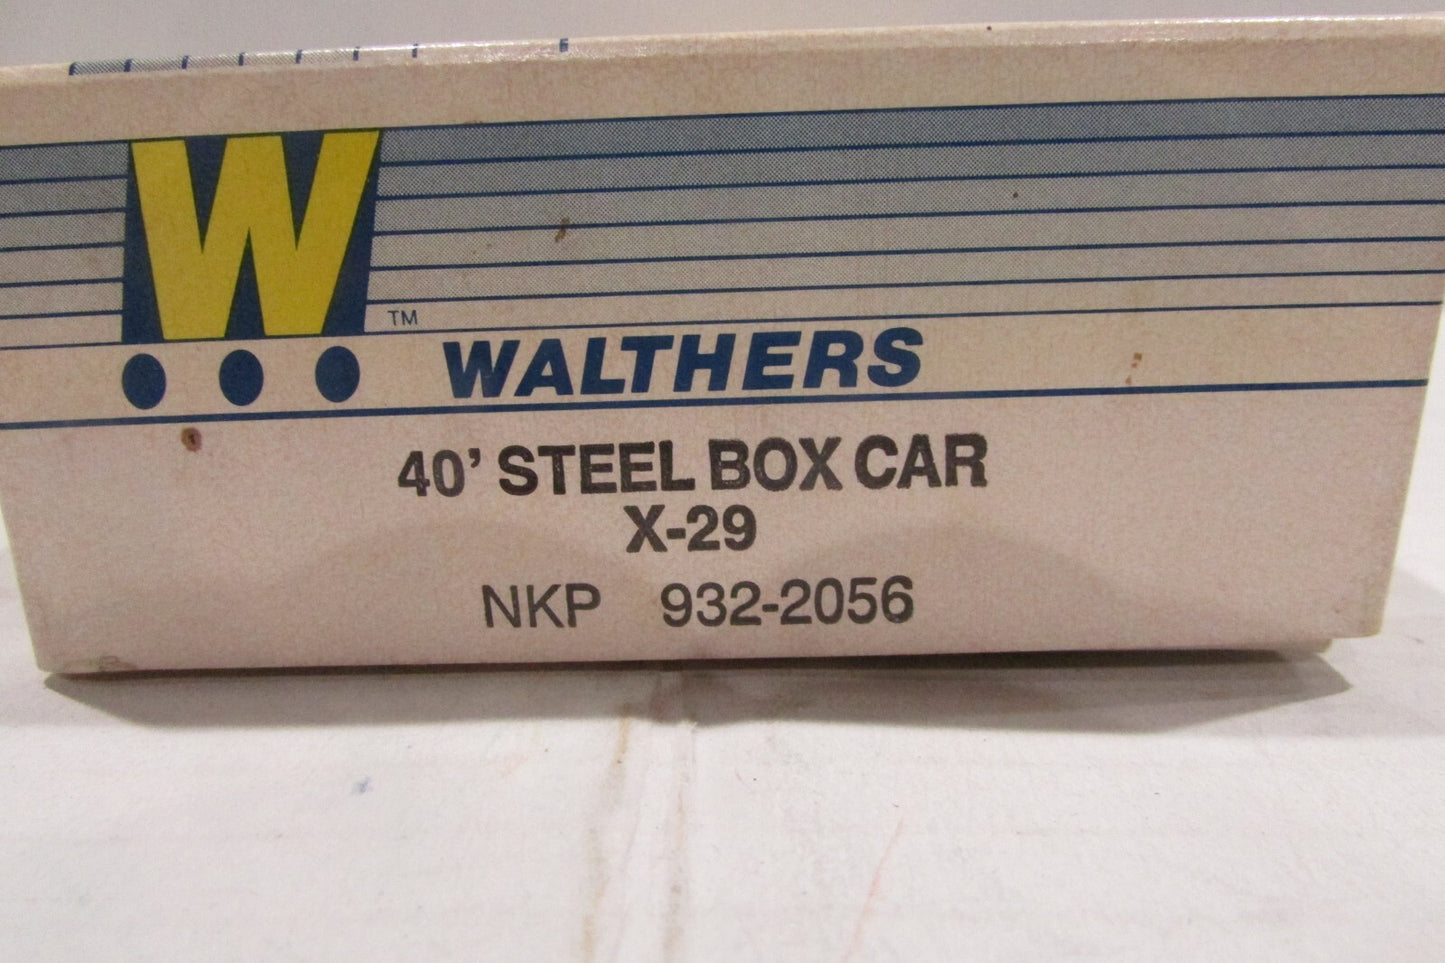 W
TM
WALTHERS
40' STEEL BOX CAR
X-29
NKP 932-2056